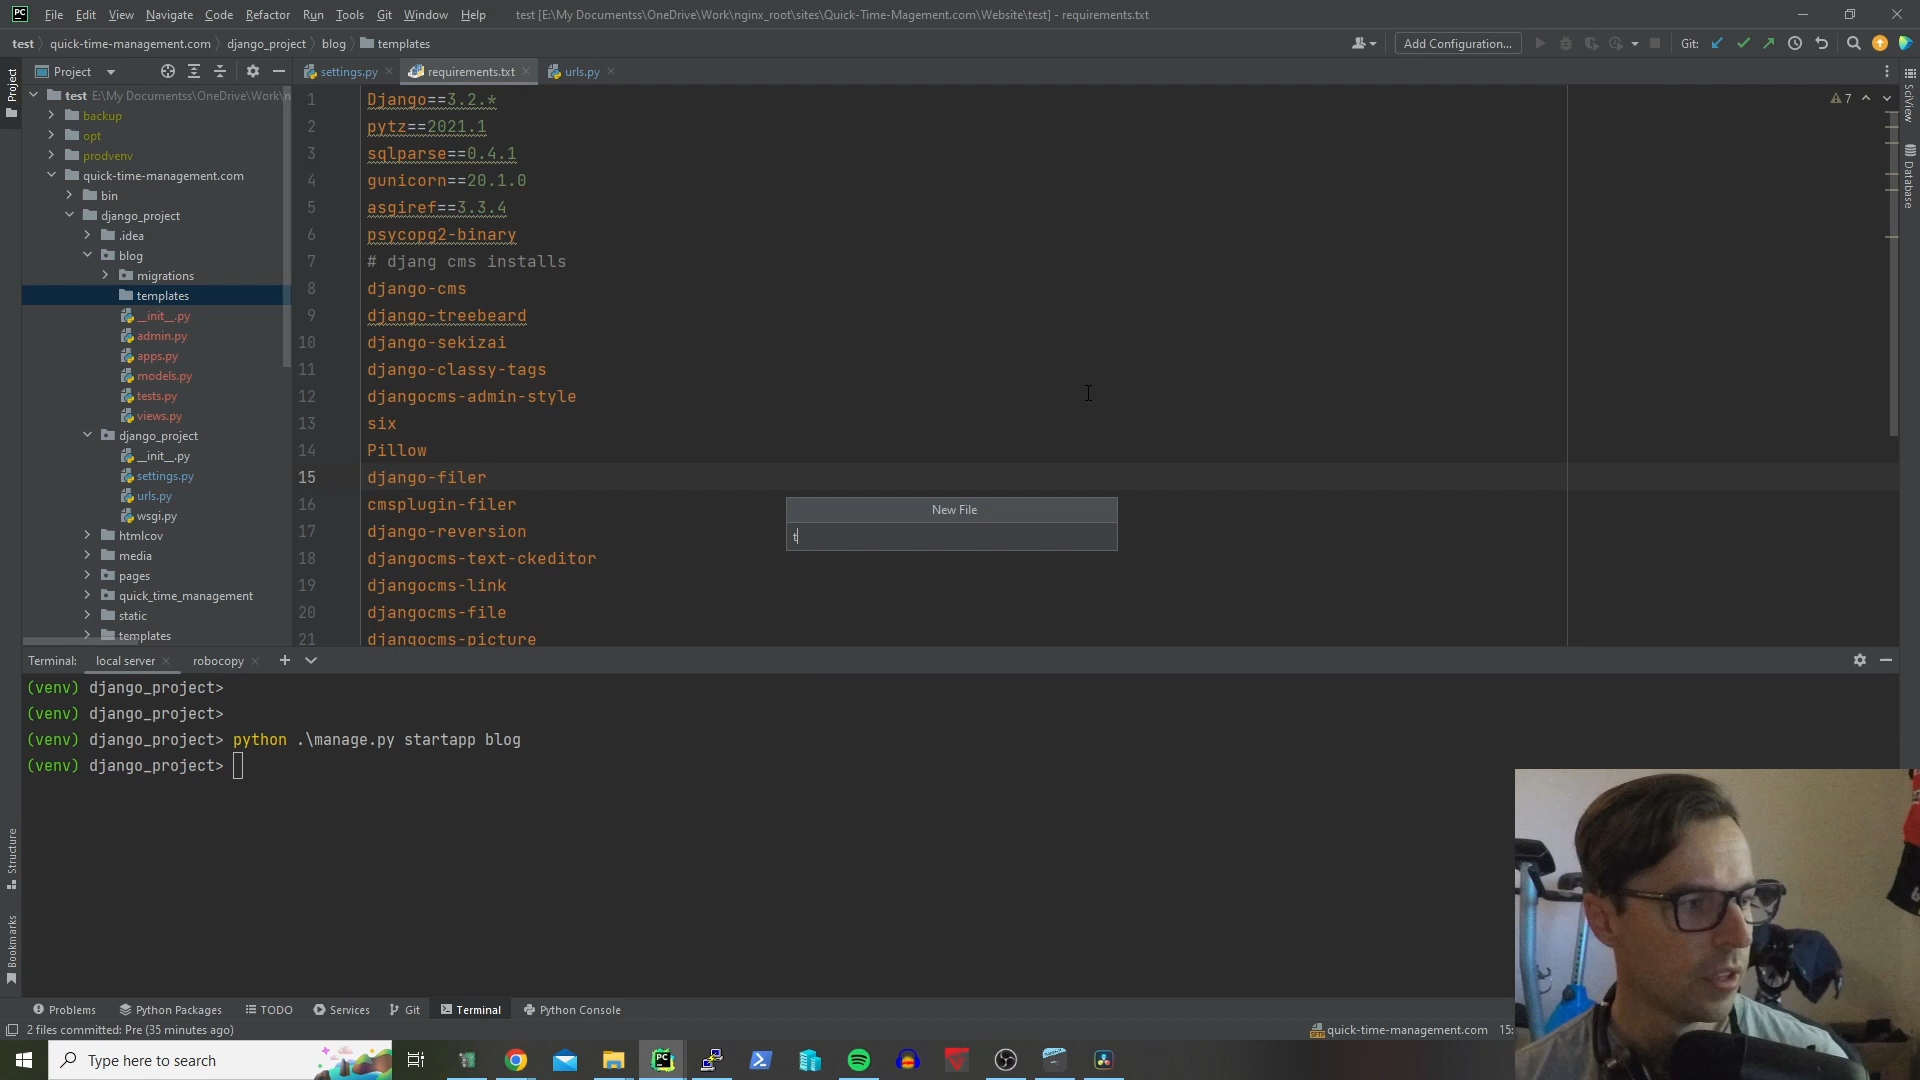 PC File Edit View Navigate Code Refactor Run Tools Git Window Help test [E:\My Documentss\OneDrive\Work\nginx_root\sites\Quick-Time-Magement.com\Website\test] - requirements.txt
test quick-time-management.com django_project blog templates Add Configuration... Git:
Project settings.py requirements.txt urls.py
Project
SciView
Database
test E:\My Documentss\OneDrive\Work\n
backup
opt
prodvenv
quick-time-management.com
bin
django_project
.idea
blog
migrations
templates
__init__.py
admin.py
apps.py
models.py
tests.py
views.py
django_project
__init__.py
settings.py
urls.py
wsgi.py
htmlcov
media
pages
quick_time_management
static
templates
7
1 Django==3.2.*
2 pytz==2021.1
3 sqlparse==0.4.1
4 gunicorn==20.1.0
5 asgiref==3.3.4
6 psycopg2-binary
7 # djang cms installs
8 django-cms
9 django-treebeard
10 django-sekizai
11 django-classy-tags
12 djangocms-admin-style
13 six
14 Pillow
15 django-filer
16 cmsplugin-filer
17 django-reversion
18 djangocms-text-ckeditor
19 djangocms-link
20 djangocms-file
21 djangocms-picture
New File
t
Terminal: local server robocopy
(venv) django_project>
(venv) django_project>
(venv) django_project> python .\manage.py startapp blog
(venv) django_project>
Structure
Bookmarks
Problems Python Packages TODO Services Git Terminal Python Console
2 files committed: Pre (35 minutes ago) quick-time-management.com 15:
Type here to search